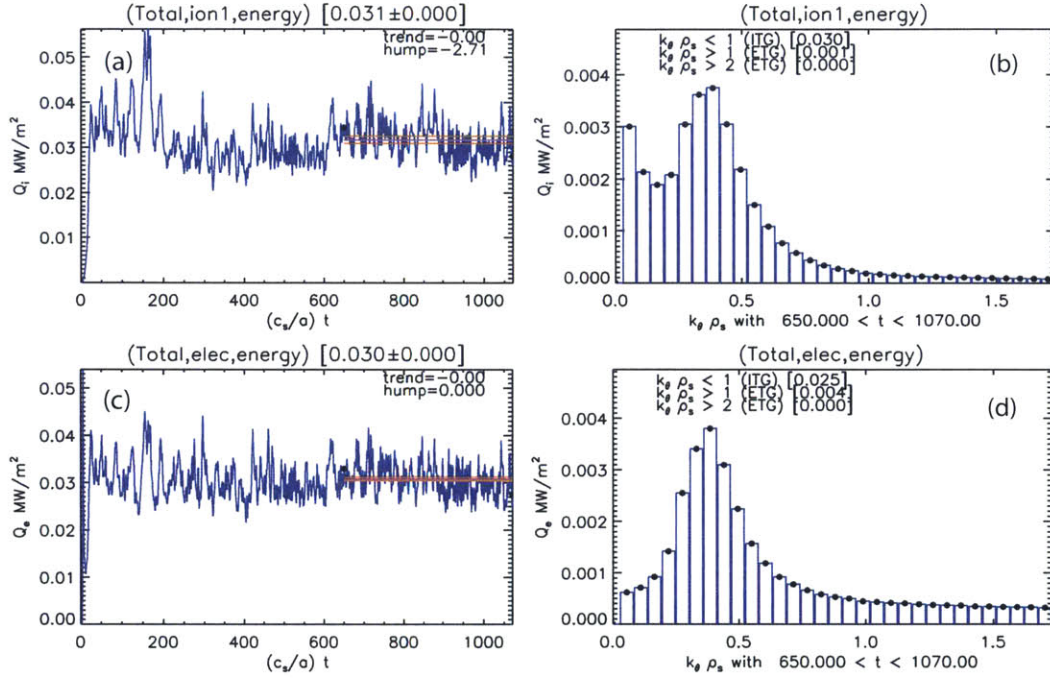 (Total,ion1,energy) [0.031±0.000]
(a)
trend=−0.00
hump=−2.71
0.05
0.04
0.03
0.02
0.01
Qi MW/m²
0 200 400 600 800 1000
(cs/a) t
(Total,ion1,energy)
kθ ρs < 1 (ITG) [0.030]
kθ ρs > 1 (ETG) [0.001]
kθ ρs > 2 (ETG) [0.000]
(b)
0.004
0.003
0.002
0.001
0.000
Qi MW/m²
0.0 0.5 1.0 1.5
kθ ρs with 650.000 < t < 1070.00
(Total,elec,energy) [0.030±0.000]
(c)
trend=−0.00
hump=0.000
0.05
0.04
0.03
0.02
0.01
0.00
Qe MW/m²
0 200 400 600 800 1000
(cs/a) t
(Total,elec,energy)
kθ ρs < 1 (ITG) [0.025]
kθ ρs > 1 (ETG) [0.004]
kθ ρs > 2 (ETG) [0.000]
(d)
0.004
0.003
0.002
0.001
0.000
Qe MW/m²
0.0 0.5 1.0 1.5
kθ ρs with 650.000 < t < 1070.00